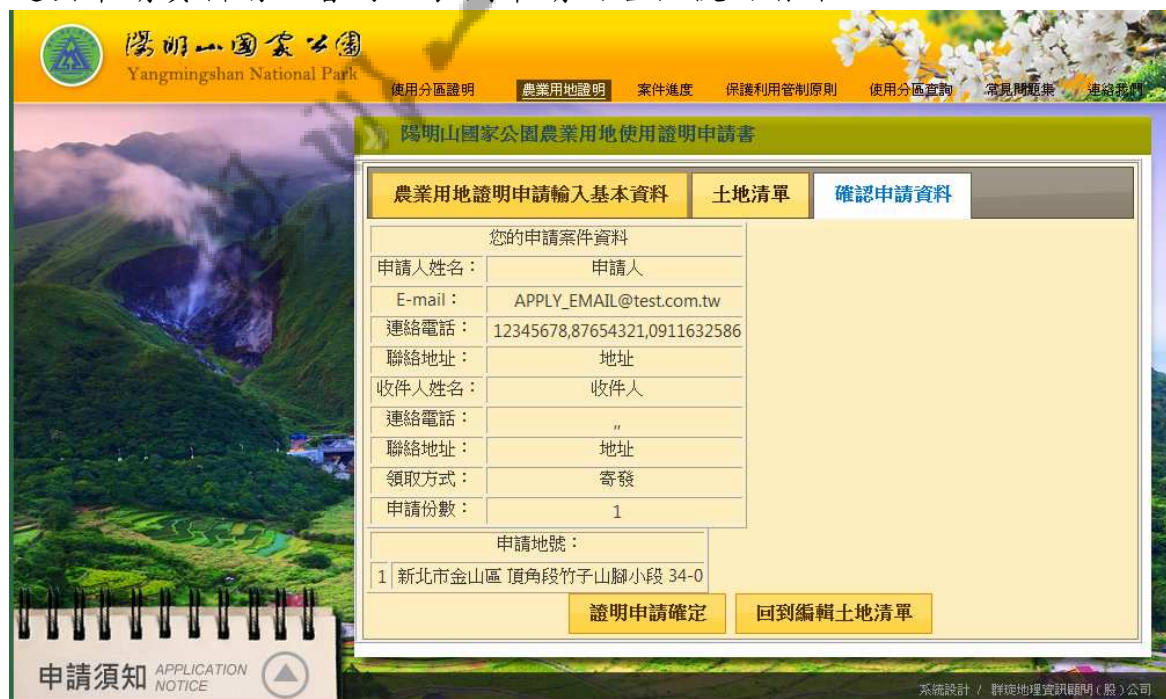 陽明山國家公園
Yangmingshan National Park
使用分區證明 農業用地證明 案件進度 保護利用管制原則 使用分區查詢 常見問題集 連絡我們
陽明山國家公園農業用地使用證明申請書
農業用地證明申請輸入基本資料 土地清單 確認申請資料
您的申請案件資料
申請人姓名： 申請人
E-mail： APPLY_EMAIL@test.com.tw
連絡電話： 12345678,87654321,0911632586
聯絡地址： 地址
收件人姓名： 收件人
連絡電話： ,,
聯絡地址： 地址
領取方式： 寄發
申請份數： 1
申請地號：
1 新北市金山區 頂角段竹子山腳小段 34-0
證明申請確定 回到編輯土地清單
申請須知 APPLICATION NOTICE
系統設計 / 群琁地理資訊顧問(股)公司